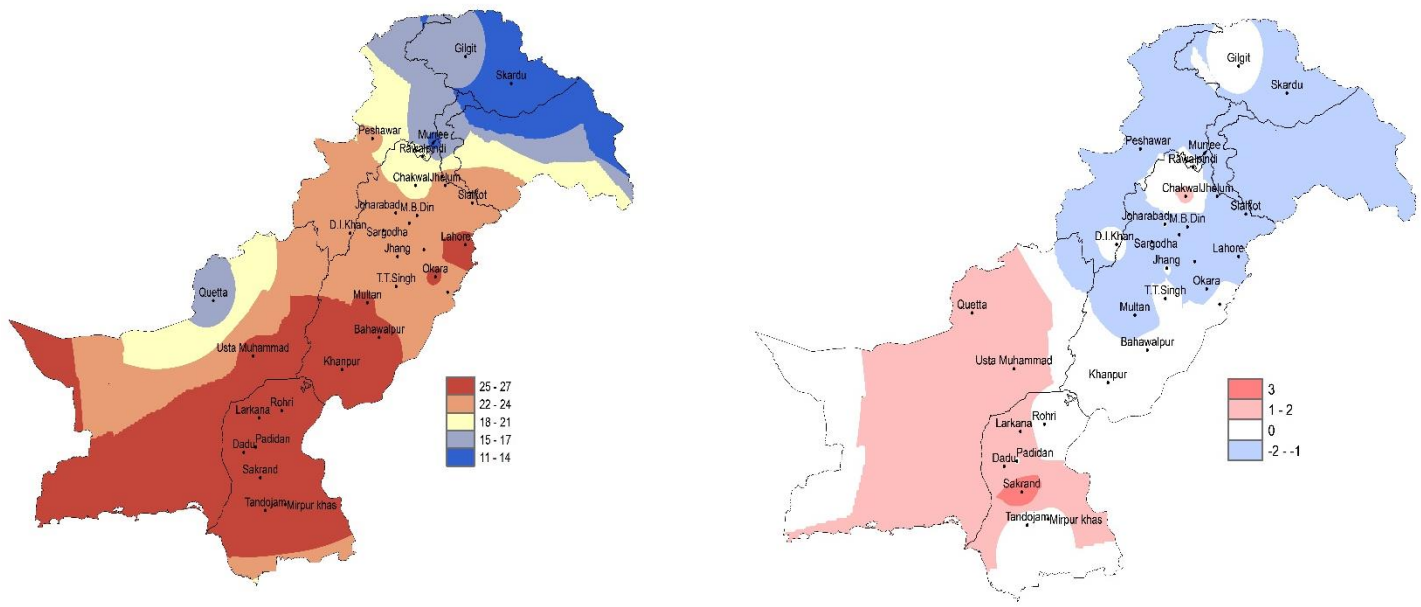 Gilgit
Skardu
Peshawar
Murree
Rawalpindi
Chakwal Jhelum
Sialkot
Joharabad
M.B.Din
D.I.Khan
Sargodha
Lahore
Jhang
Okara
T.T.Singh
Quetta
Multan
Bahawalpur
Usta Muhammad
Khanpur
Rohri
Larkana
Padidan
Dadu
Sakrand
Tandojam
Mirpur khas
25 - 27
22 - 24
18 - 21
15 - 17
11 - 14
Gilgit
Skardu
Peshawar
Murree
Rawalpindi
Chakwal Jhelum
Sialkot
Joharabad
M.B.Din
D.I.Khan
Sargodha
Lahore
Jhang
Okara
T.T.Singh
Quetta
Multan
Bahawalpur
Usta Muhammad
Khanpur
Rohri
Larkana
Padidan
Dadu
Sakrand
Tandojam
Mirpur khas
3
1 - 2
0
-2 - -1